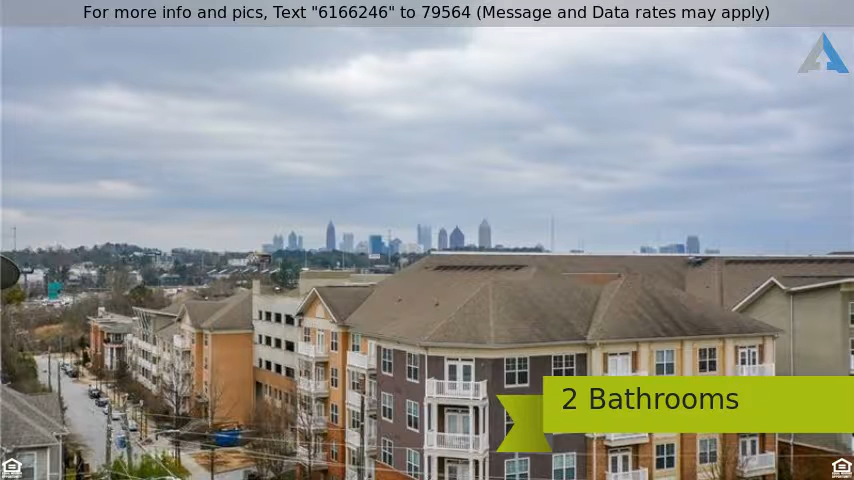 For more info and pics, Text "6166246" to 79564 (Message and Data rates may apply)
2 Bathrooms